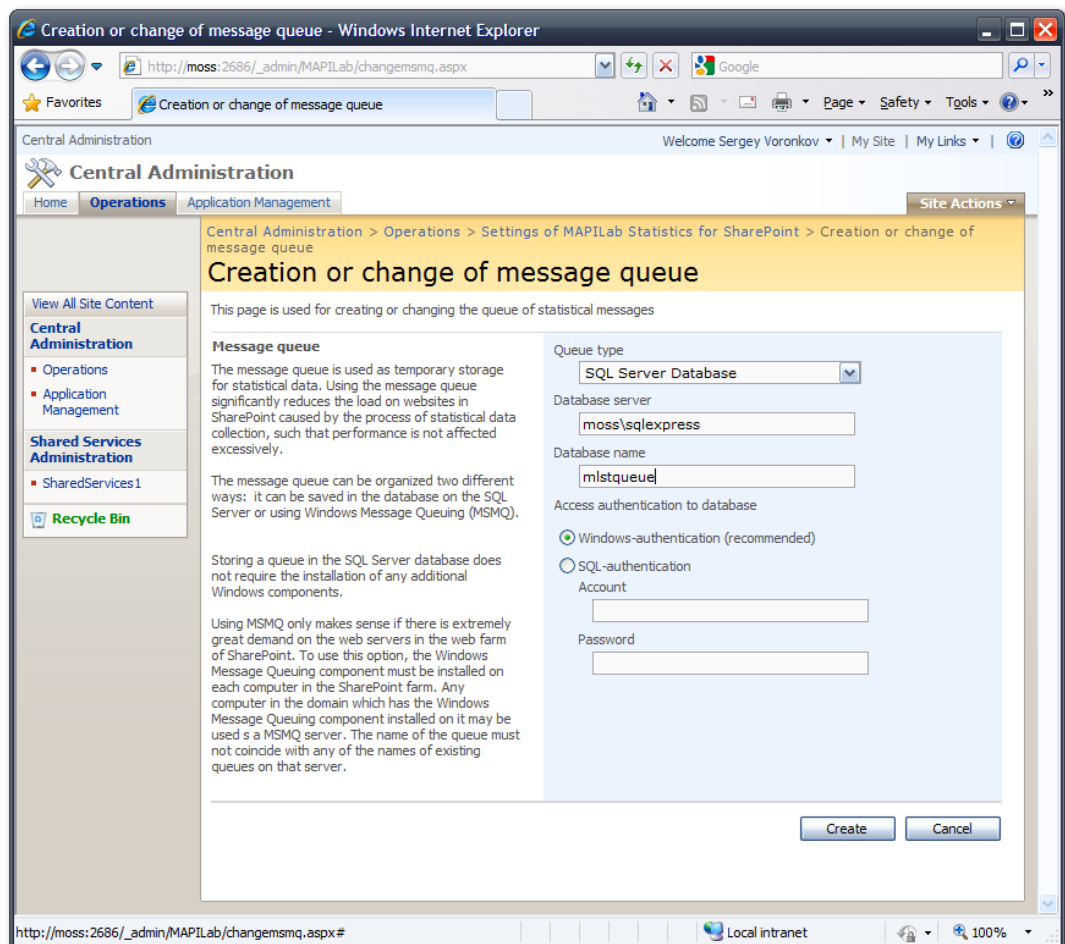 Creation or change of message queue - Windows Internet Explorer
http://moss:2686/_admin/MAPILab/changemsmq.aspx
Google
Favorites
Creation or change of message queue
Page
Safety
Tools
»
Central Administration
Welcome Sergey Voronkov
| My Site | My Links |
Central Administration
Home
Operations
Application Management
Site Actions
Central Administration > Operations > Settings of MAPILab Statistics for SharePoint > Creation or change of
message queue
Creation or change of message queue
View All Site Content
Central
Administration
Operations
Application
Management
Shared Services
Administration
SharedServices1
Recycle Bin
This page is used for creating or changing the queue of statistical messages
Message queue
The message queue is used as temporary storage
for statistical data. Using the message queue
significantly reduces the load on websites in
SharePoint caused by the process of statistical data
collection, such that performance is not affected
excessively.
The message queue can be organized two different
ways: it can be saved in the database on the SQL
Server or using Windows Message Queuing (MSMQ).
Storing a queue in the SQL Server database does
not require the installation of any additional
Windows components.
Using MSMQ only makes sense if there is extremely
great demand on the web servers in the web farm
of SharePoint. To use this option, the Windows
Message Queuing component must be installed on
each computer in the SharePoint farm. Any
computer in the domain which has the Windows
Message Queuing component installed on it may be
used s a MSMQ server. The name of the queue must
not coincide with any of the names of existing
queues on that server.
Queue type
SQL Server Database
Database server
moss\sqlexpress
Database name
mlstqueue
Access authentication to database
Windows-authentication (recommended)
SQL-authentication
Account
Password
Create
Cancel
http://moss:2686/_admin/MAPILab/changemsmq.aspx#
Local intranet
100%